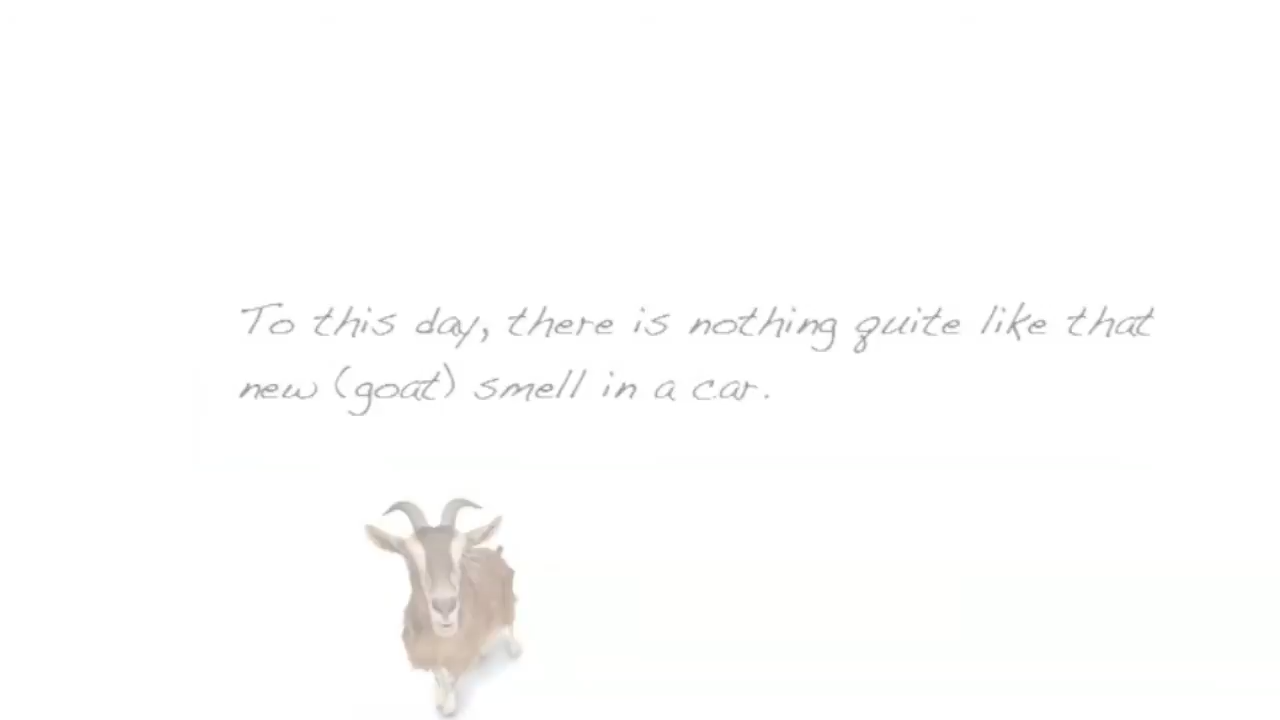 To this day, there is nothing quite like that
new (goat) smell in a car.